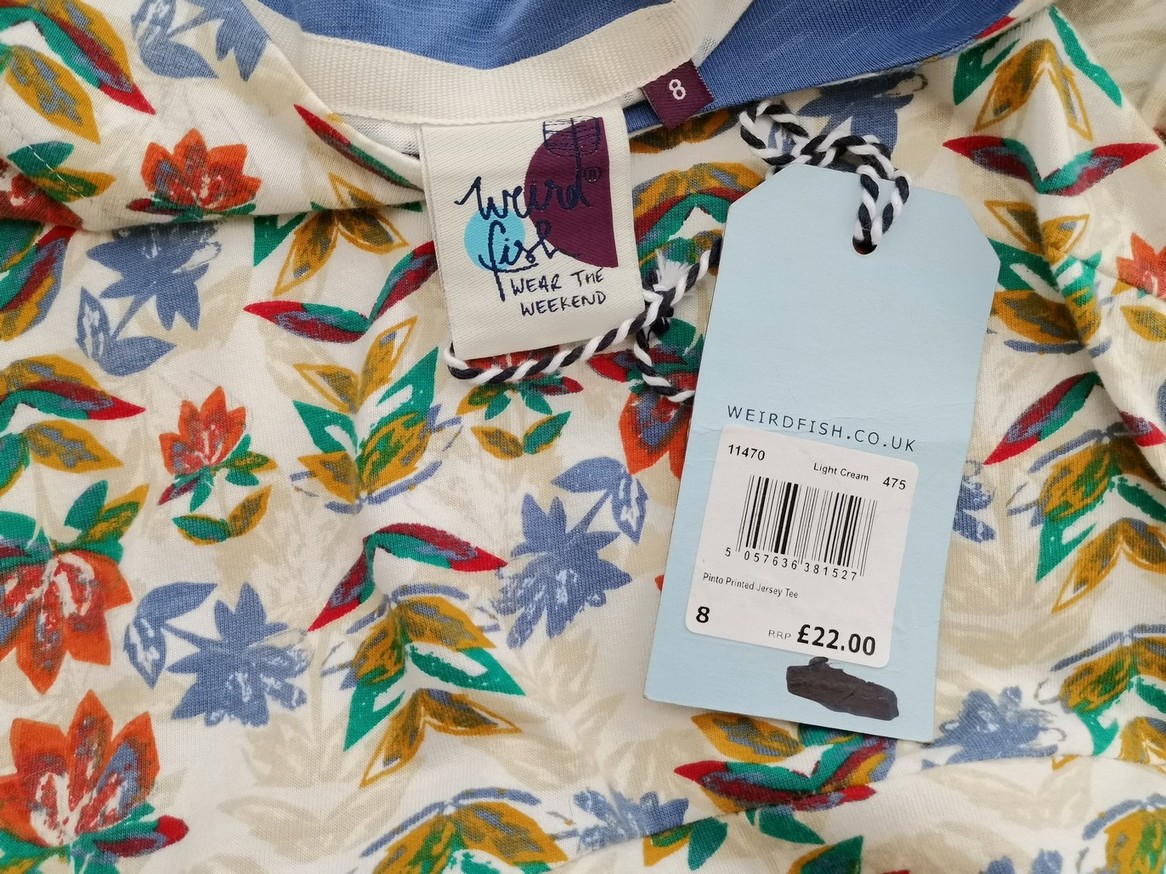 8
Weird ®
fish
WEAR THE
WEEKEND
WEIRDFISH.CO.UK
11470
Light Cream 475
5 057636 381527
Pinto Printed Jersey Tee
8
RRP £22.00